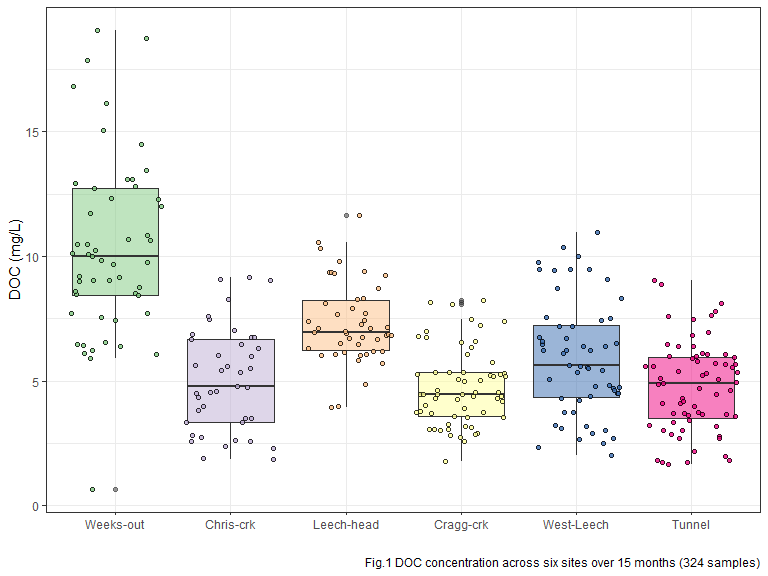 DOC (mg/L)
15
10
5
0
Weeks-out Chris-crk Leech-head Cragg-crk West-Leech Tunnel
Fig.1 DOC concentration across six sites over 15 months (324 samples)